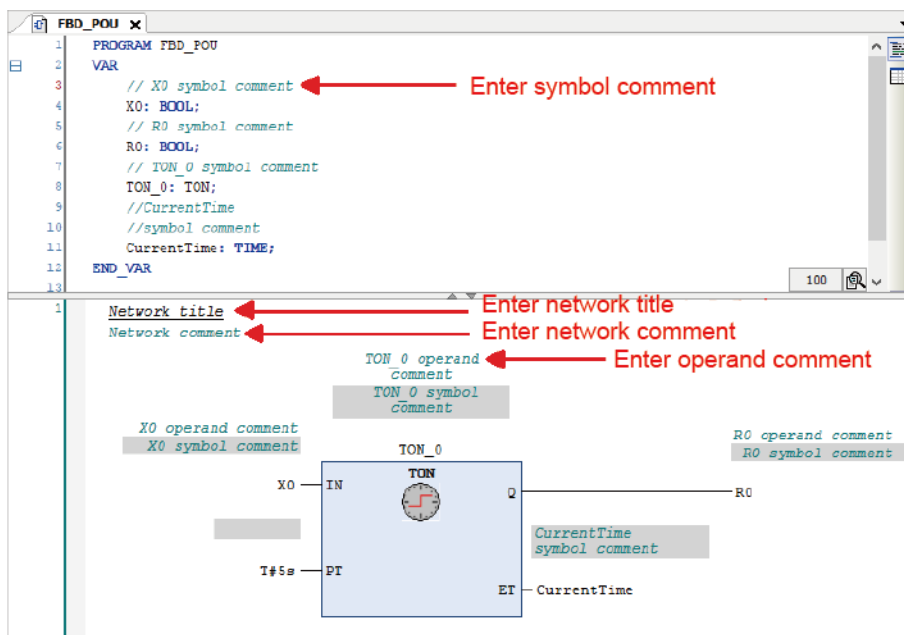 FBD_POU
1 PROGRAM FBD_POU
2 VAR
3 // X0 symbol comment
Enter symbol comment
4 X0: BOOL;
5 // R0 symbol comment
6 R0: BOOL;
7 // TON_0 symbol comment
8 TON_0: TON;
9 //CurrentTime
10 //symbol comment
11 CurrentTime: TIME;
12 END_VAR
13
100
1 Network title
Enter network title
Network comment
Enter network comment
TON_0 operand
comment
Enter operand comment
TON_0 symbol
comment
X0 operand comment
X0 symbol comment
R0 operand comment
R0 symbol comment
TON_0
TON
X0 IN
Q R0
CurrentTime
symbol comment
T#5s PT
ET CurrentTime